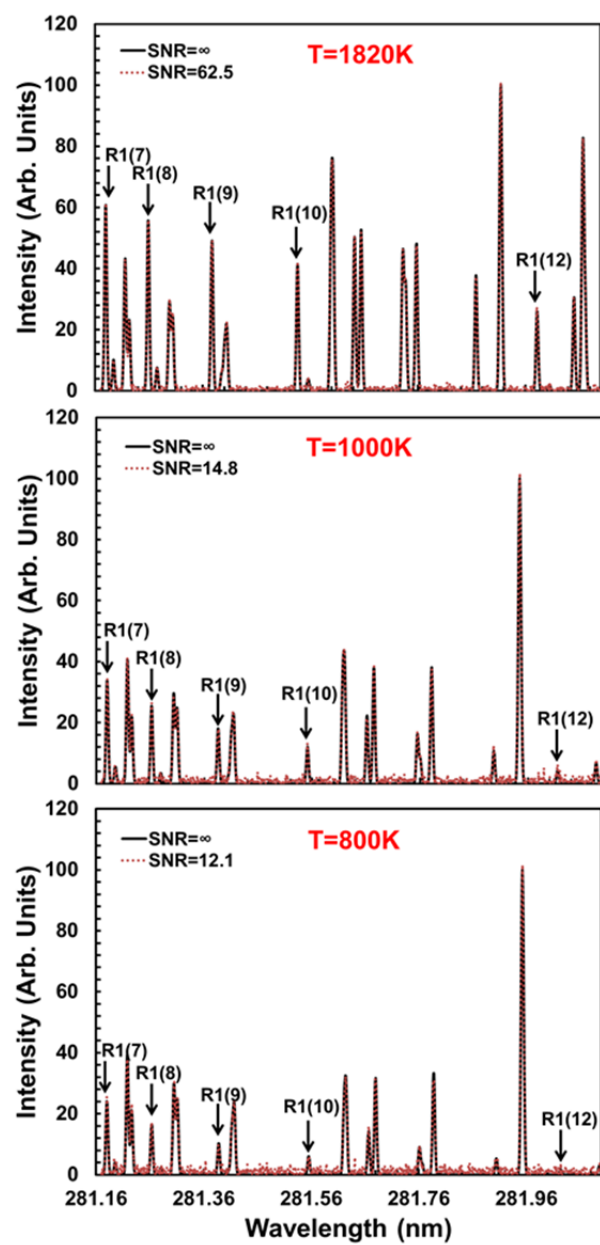 120
SNR=∞
T=1820K
SNR=62.5
100
80
R1(7)
R1(8)
R1(9)
60
R1(10)
R1(12)
40
20
0
Intensity (Arb. Units)
120
SNR=∞
T=1000K
SNR=14.8
100
80
60
R1(7)
40
R1(8)
R1(9)
R1(10)
R1(12)
20
0
Intensity (Arb. Units)
120
SNR=∞
T=800K
SNR=12.1
100
80
60
R1(7)
40
R1(8)
R1(9)
R1(10)
R1(12)
20
0
Intensity (Arb. Units)
281.16 281.36 281.56 281.76 281.96
Wavelength (nm)